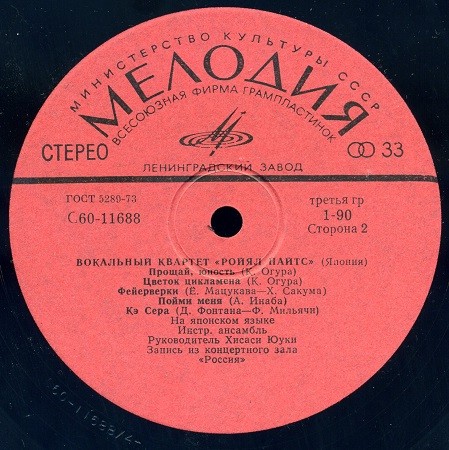 МИНИСТЕРСТВО КУЛЬТУРЫ СССР
МЕЛОДИЯ
ВСЕСОЮЗНАЯ ФИРМА ГРАМПЛАСТИНОК
СТЕРЕО
33
ЛЕНИНГРАДСКИЙ ЗАВОД
ГОСТ 5289-73
третья гр
С60-11688
1-90
Сторона 2
ВОКАЛЬНЫЙ КВАРТЕТ «РОЙЯЛ НАЙТС» (Япония)
Прощай, юность (К. Огура)
Цветок цикламена (К. Огура)
Фейерверки (Е. Мацукава—Х. Сакума)
Пойми меня (А. Инаба)
Кэ Сера (Д. Фонтана—Ф. Мильячи)
На японском языке
Инстр. ансамбль
Руководитель Хисаси Юуки
Запись из концертного зала
«Россия»